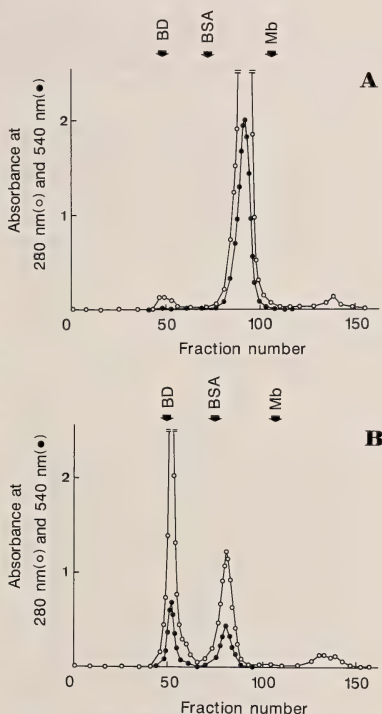 BD
BSA
Mb
A
Absorbance at
280 nm(○) and 540 nm(●)
2
1
0 50 100 150
Fraction number
BD
BSA
Mb
B
Absorbance at
280 nm(○) and 540 nm(●)
2
1
0 50 100 150
Fraction number